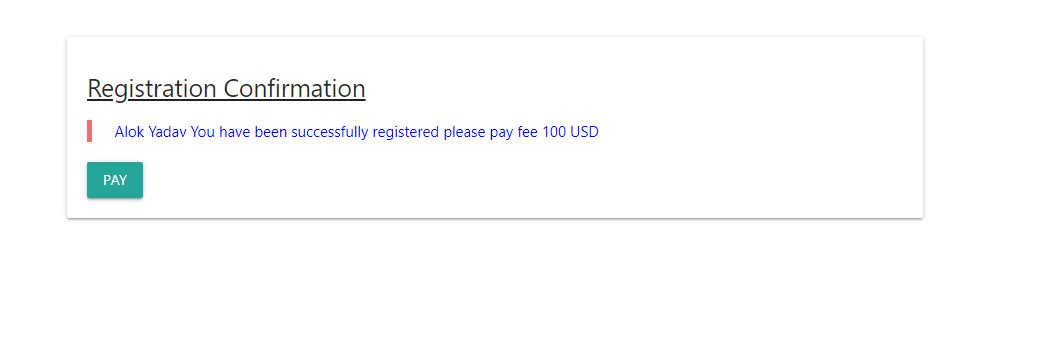 Registration Confirmation
Alok Yadav You have been successfully registered please pay fee 100 USD
PAY